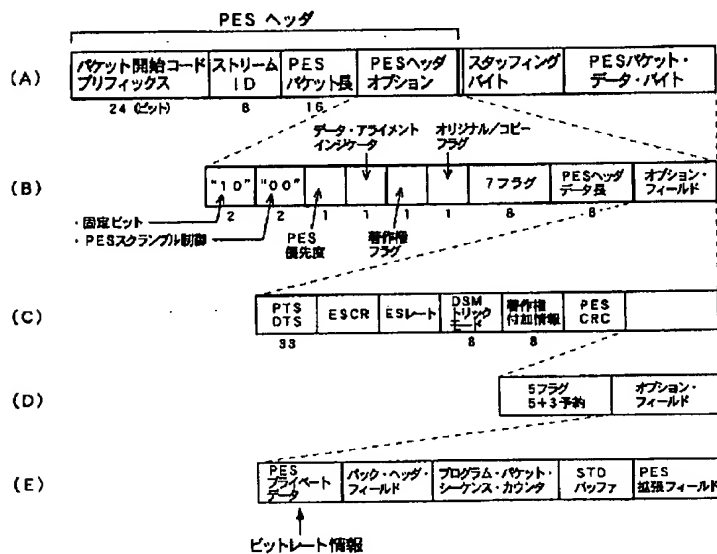 PES ヘッダ
(A)
パケット開始コード
プリフィックス
ストリーム
ID
PES
パケット長
PESヘッダ
オプション
スタッフィング
バイト
PESパケット・
データ・バイト
24 (ビット)
8
16
データ・アライメント
インジケータ
オリジナル/コピー
フラグ
(B)
"10"
"00"
7フラグ
PESヘッダ
データ長
オプション・
フィールド
2
2
1
1
1
1
8
8
・固定ビット
・PESスクランブル制御
PES
優先度
著作権
フラグ
(C)
PTS
DTS
ESCR
ESレート
DSM
トリック
モード
著作権
付加情報
PES
CRC
33
8
8
(D)
5フラグ
5+3予約
オプション・
フィールド
(E)
PES
プライベート
データ
パック・ヘッダ・
フィールド
プログラム・パケット・
シーケンス・カウンタ
STD
バッファ
PES
拡張フィールド
ビットレート情報